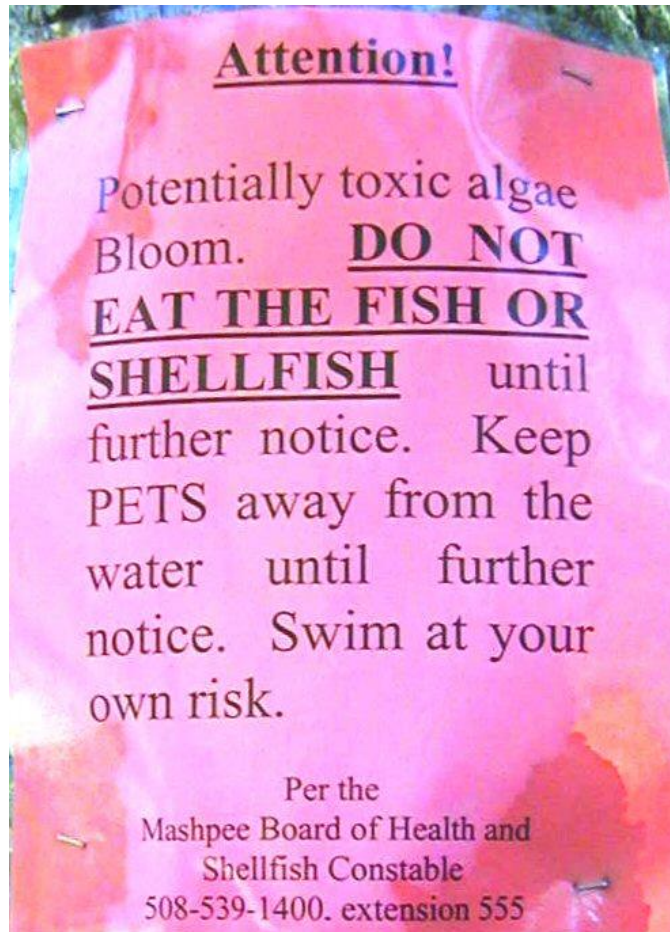 Attention!
Potentially toxic algae
Bloom. DO NOT
EAT THE FISH OR
SHELLFISH until
further notice. Keep
PETS away from the
water until further
notice. Swim at your
own risk.
Per the
Mashpee Board of Health and
Shellfish Constable
508-539-1400. extension 555